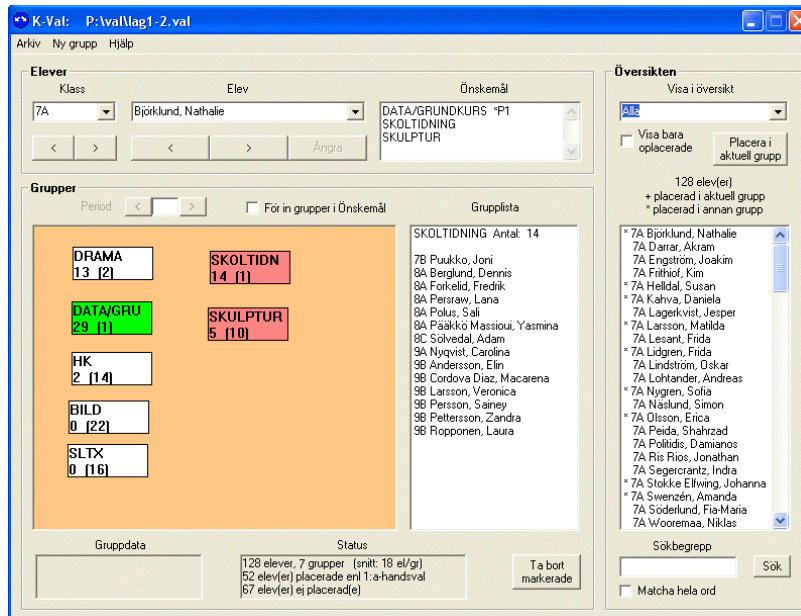 K-Val: P:\val\lag1-2.val
Arkiv Ny grupp Hjälp
Elever
Klass
7A
< >
Elev
Björklund, Nathalie
< > Ångra
Önskemål
DATA/GRUNDKURS *P1
SKOLTIDNING
SKULPTUR
Grupper
Period < >
För in grupper i Önskemål
DRAMA
13 (2)
DATA/GRU
29 (1)
HK
2 (14)
BILD
0 (22)
SLTX
0 (16)
SKOLTIDN
14 (1)
SKULPTUR
5 (10)
Grupplista
SKOLTIDNING Antal: 14
7B Puukko, Joni
8A Berglund, Dennis
8A Forkelid, Fredrik
8A Persraw, Lana
8A Polus, Sali
8A Pääkkö Massioui, Yasmina
8C Sölvedal, Adam
9A Nyqvist, Carolina
9B Andersson, Elin
9B Cordova Diaz, Macarena
9B Larsson, Veronica
9B Persson, Sainey
9B Pettersson, Zandra
9B Ropponen, Laura
Gruppdata
Status
128 elever, 7 grupper (snitt: 18 el/gr)
52 elev(er) placerade enl 1:a-handsval
67 elev(er) ej placerad(e)
Ta bort
markerade
Översikten
Visa i översikt
Alla
Visa bara
oplacerade
Placera i
aktuell grupp
128 elev(er)
+ placerad i aktuell grupp
* placerad i annan grupp
* 7A Björklund, Nathalie
7A Darrar, Akram
7A Engström, Joakim
7A Frithiof, Kim
* 7A Helldal, Susan
* 7A Kahva, Daniela
7A Lagerkvist, Jesper
* 7A Larsson, Matilda
7A Lesant, Frida
* 7A Lidgren, Frida
7A Lindström, Oskar
7A Lohtander, Andreas
* 7A Nygren, Sofia
7A Näslund, Simon
* 7A Olsson, Erica
7A Peida, Shahrzad
7A Politidis, Damianos
7A Ris Rios, Jonathan
7A Segercrantz, Indra
* 7A Stokke Elfwing, Johanna
* 7A Swenzén, Amanda
7A Söderlund, Fia-Maria
7A Wooremaa, Niklas
Sökbegrepp
Sök
Matcha hela ord